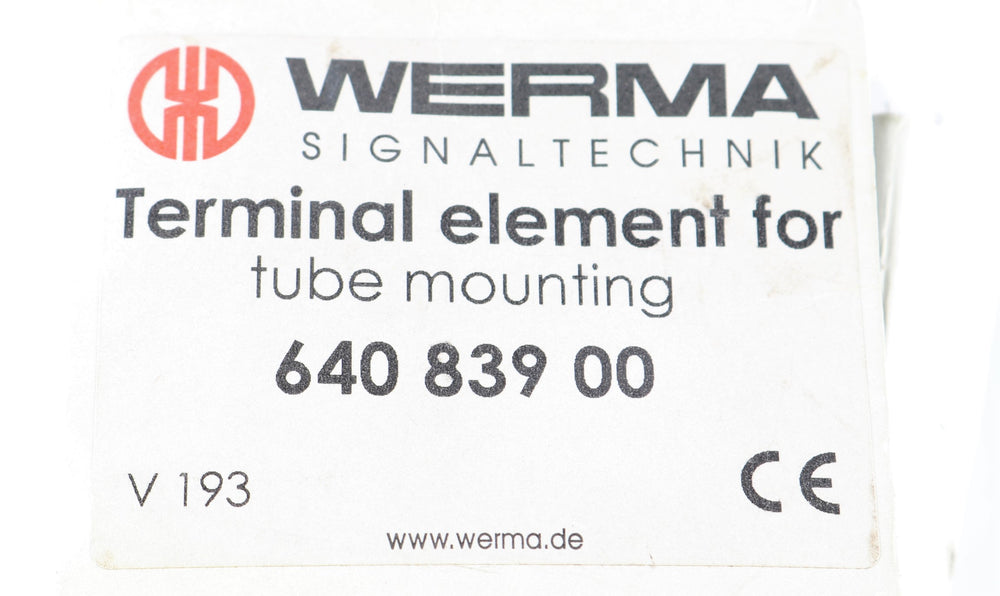 WERMA
SIGNALTECHNIK
Terminal element for
tube mounting
640 839 00
V 193
CE
www.werma.de